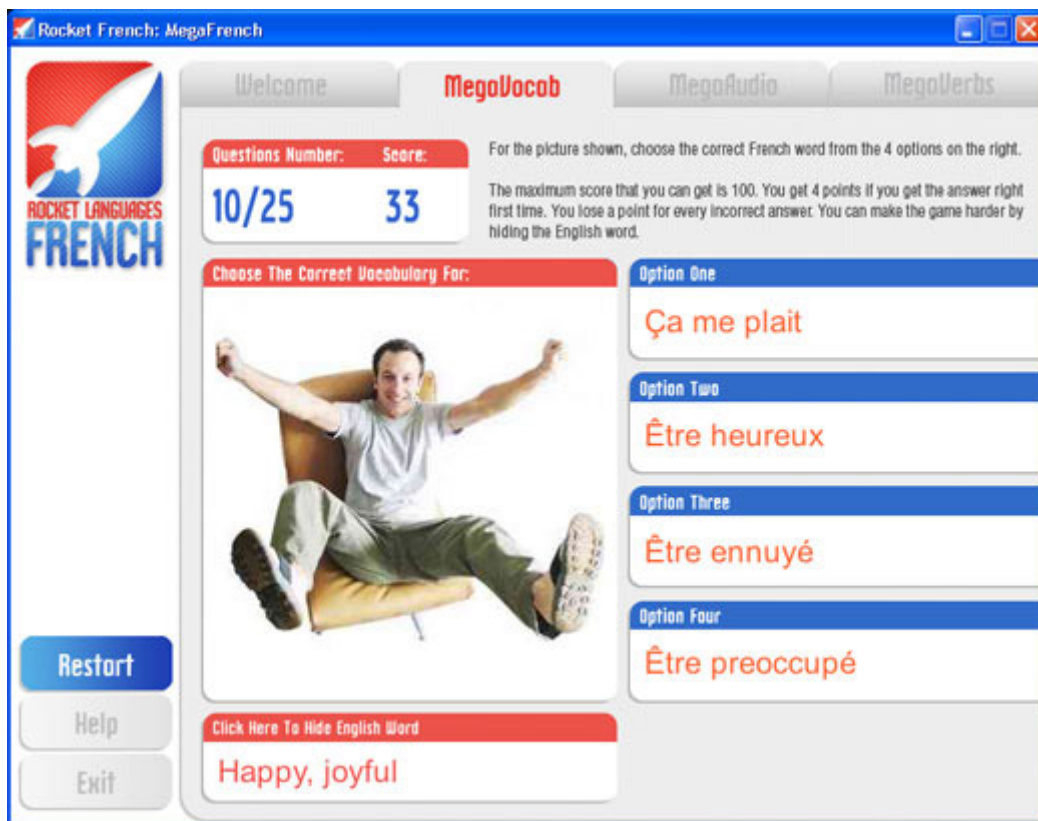 Rocket French: MegaFrench
ROCKET LANGUAGES
FRENCH
Welcome
MegaVocab
MegaAudio
MegaVerbs
Questions Number: Score:
10/25 33
For the picture shown, choose the correct French word from the 4 options on the right.
The maximum score that you can get is 100. You get 4 points if you get the answer right
first time. You lose a point for every incorrect answer. You can make the game harder by
hiding the English word.
Choose The Correct Vocabulary For:
Option One
Ça me plait
Option Two
Être heureux
Option Three
Être ennuyé
Option Four
Être preoccupé
Click Here To Hide English Word
Happy, joyful
Restart
Help
Exit